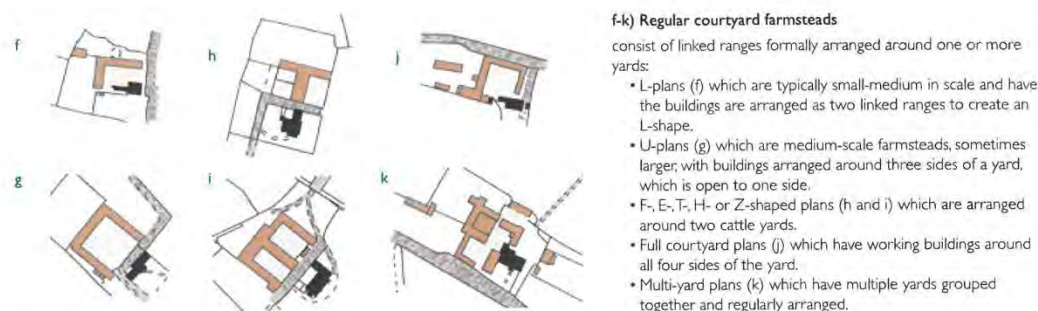 f
h
j
g
i
k
f-k) Regular courtyard farmsteads
consist of linked ranges formally arranged around one or more
yards:
• L-plans (f) which are typically small-medium in scale and have
the buildings are arranged as two linked ranges to create an
L-shape.
• U-plans (g) which are medium-scale farmsteads, sometimes
larger, with buildings arranged around three sides of a yard,
which is open to one side.
• F-, E-, T-, H- or Z-shaped plans (h and i) which are arranged
around two cattle yards.
• Full courtyard plans (j) which have working buildings around
all four sides of the yard.
• Multi-yard plans (k) which have multiple yards grouped
together and regularly arranged.